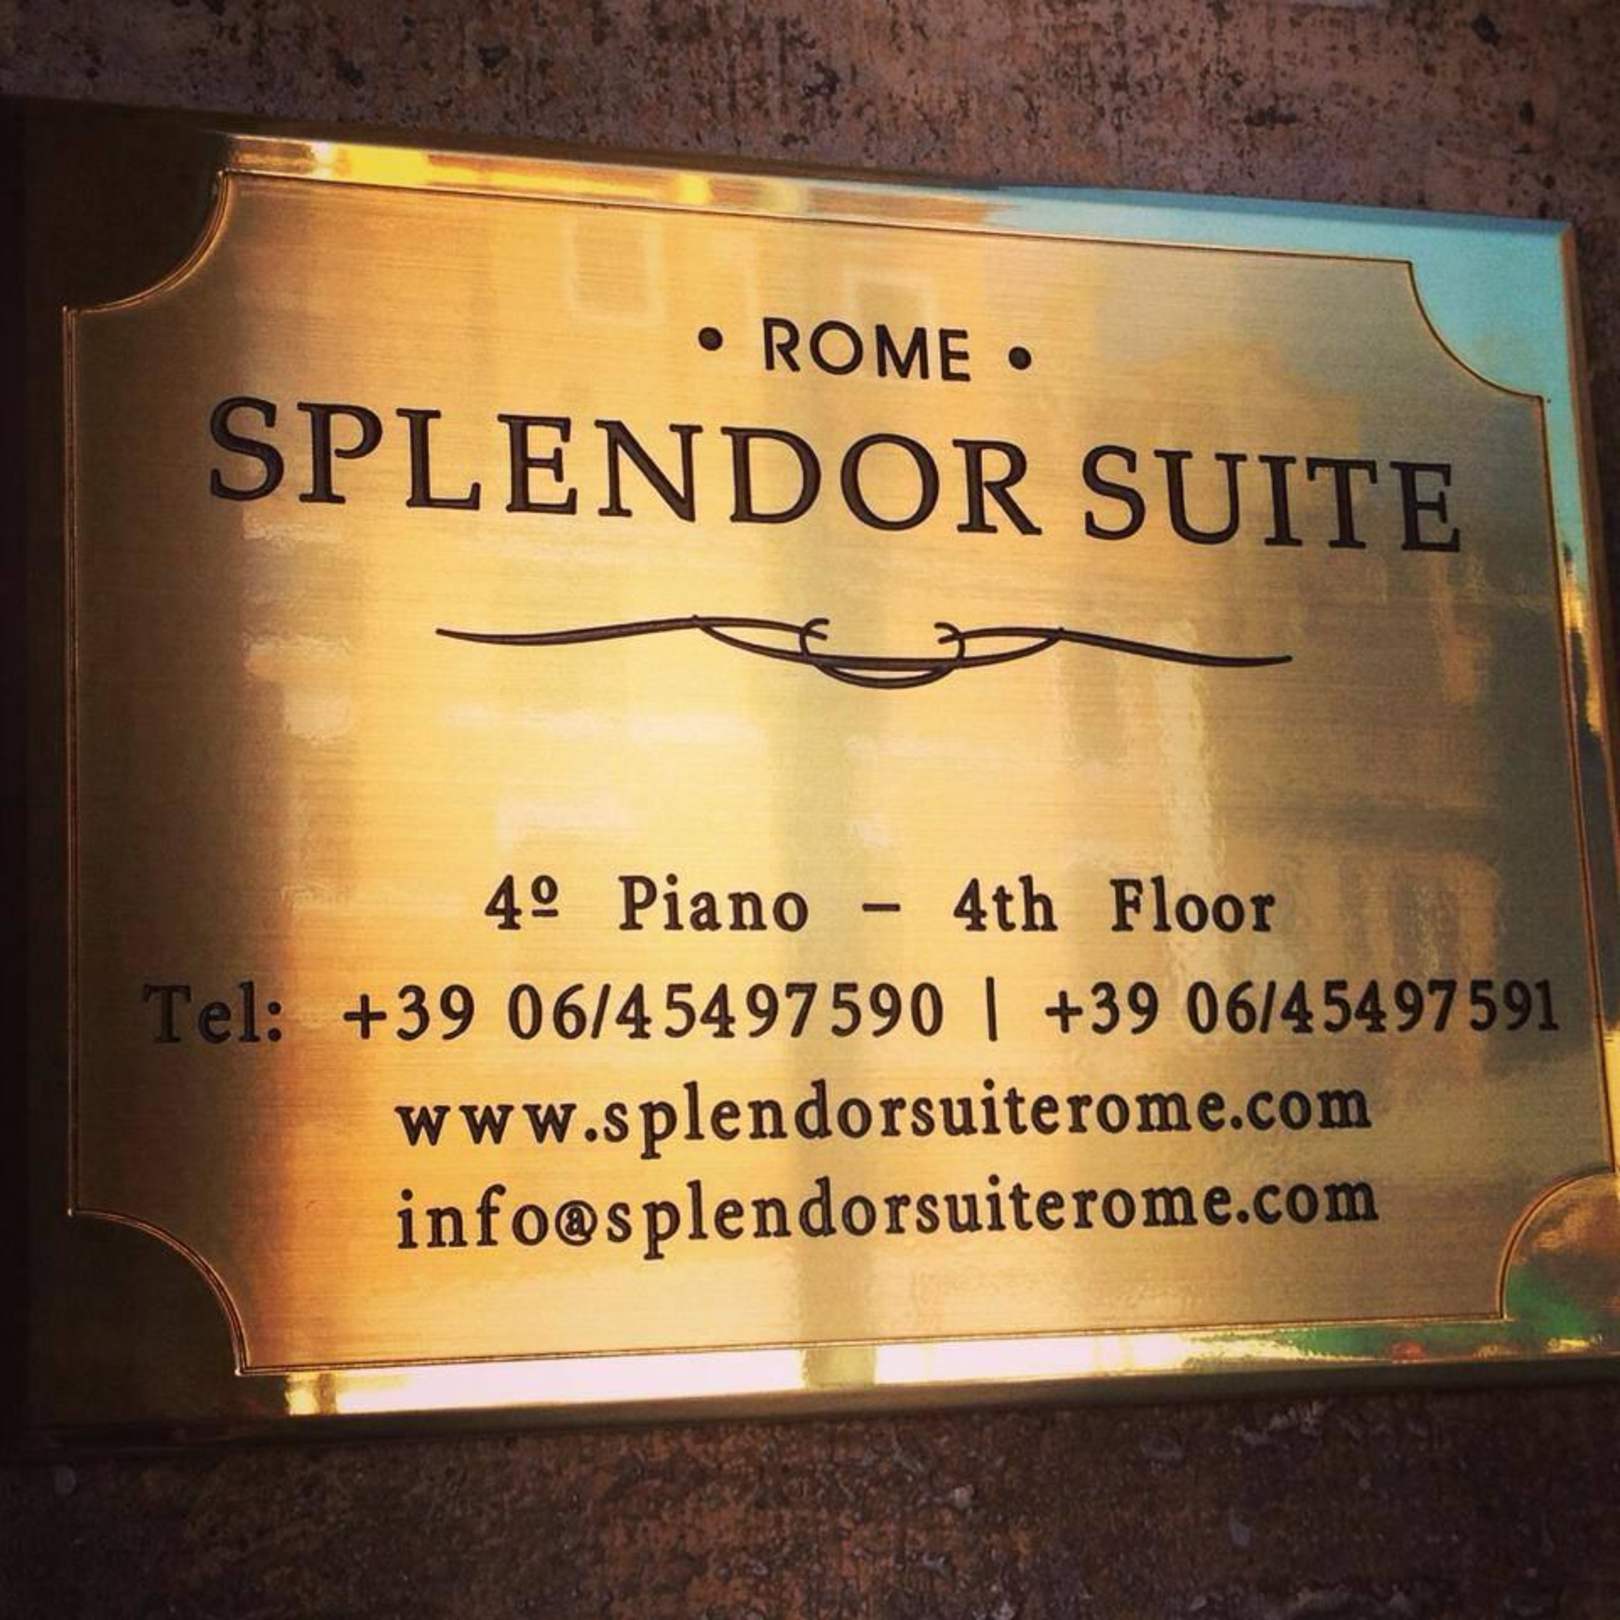 • ROME •
SPLENDOR SUITE
4º Piano – 4th Floor
Tel: +39 06/45497590 | +39 06/45497591
www.splendorsuiterome.com
info@splendorsuiterome.com